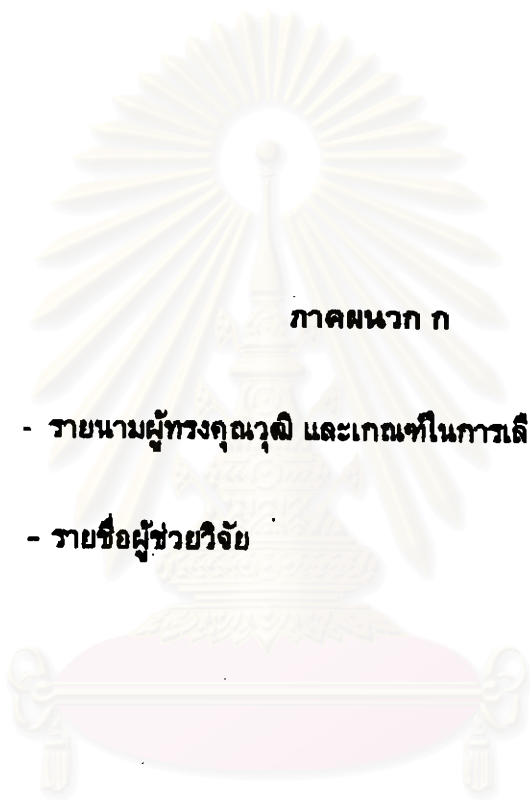 ภาคผนวก ก
- รายนามผู้ทรงคุณวุฒิ และเกณฑ์ในการเลื
- รายชื่อผู้ช่วยวิจัย